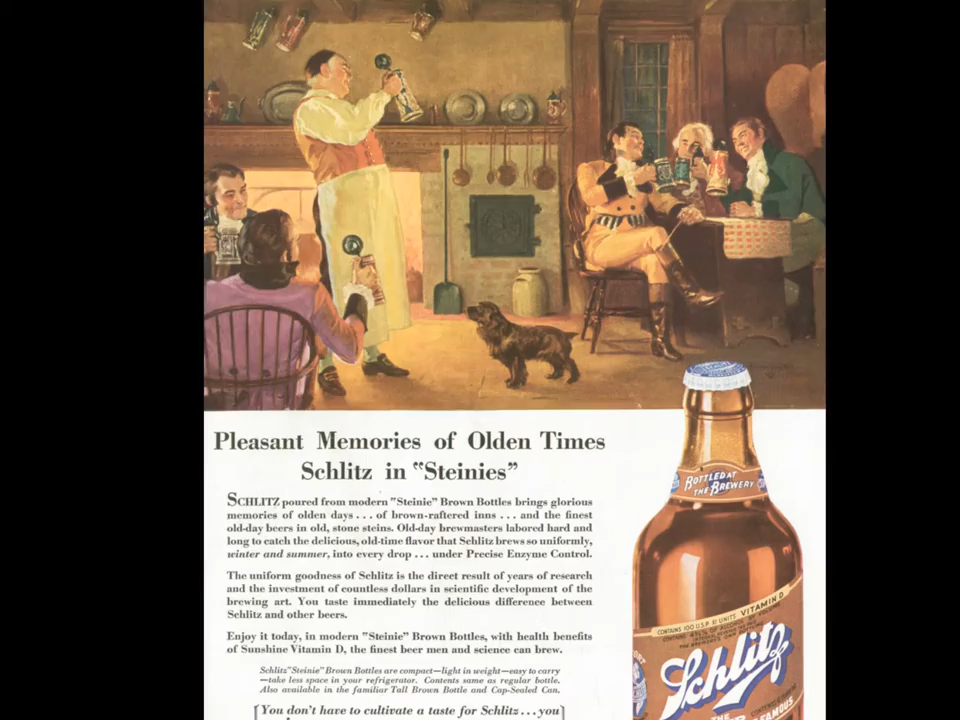 Pleasant Memories of Olden Times
Schlitz in "Steinies"
SCHLITZ poured from modern "Steinie" Brown Bottles brings glorious
memories of olden days . . . of brown-raftered inns . . . and the finest
old-day beers in old, stone steins. Old-day brewmasters labored hard and
long to catch the delicious, old-time flavor that Schlitz brews so uniformly,
winter and summer, into every drop . . . under Precise Enzyme Control.
The uniform goodness of Schlitz is the direct result of years of research
and the investment of countless dollars in scientific development of the
brewing art. You taste immediately the delicious difference between
Schlitz and other beers.
Enjoy it today, in modern "Steinie" Brown Bottles, with health benefits
of Sunshine Vitamin D, the finest beer men and science can brew.
Schlitz "Steinie" Brown Bottles are compact—light in weight—easy to carry
—take less space in your refrigerator. Contents same as regular bottle.
Also available in the familiar Tall Brown Bottle and Cap-Sealed Can.
You don't have to cultivate a taste for Schlitz . . . you
BOTTLED AT
THE BREWERY
CONTAINS 100 U.S.P. XI UNITS VITAMIN D
Schlitz
THE
FAMOUS